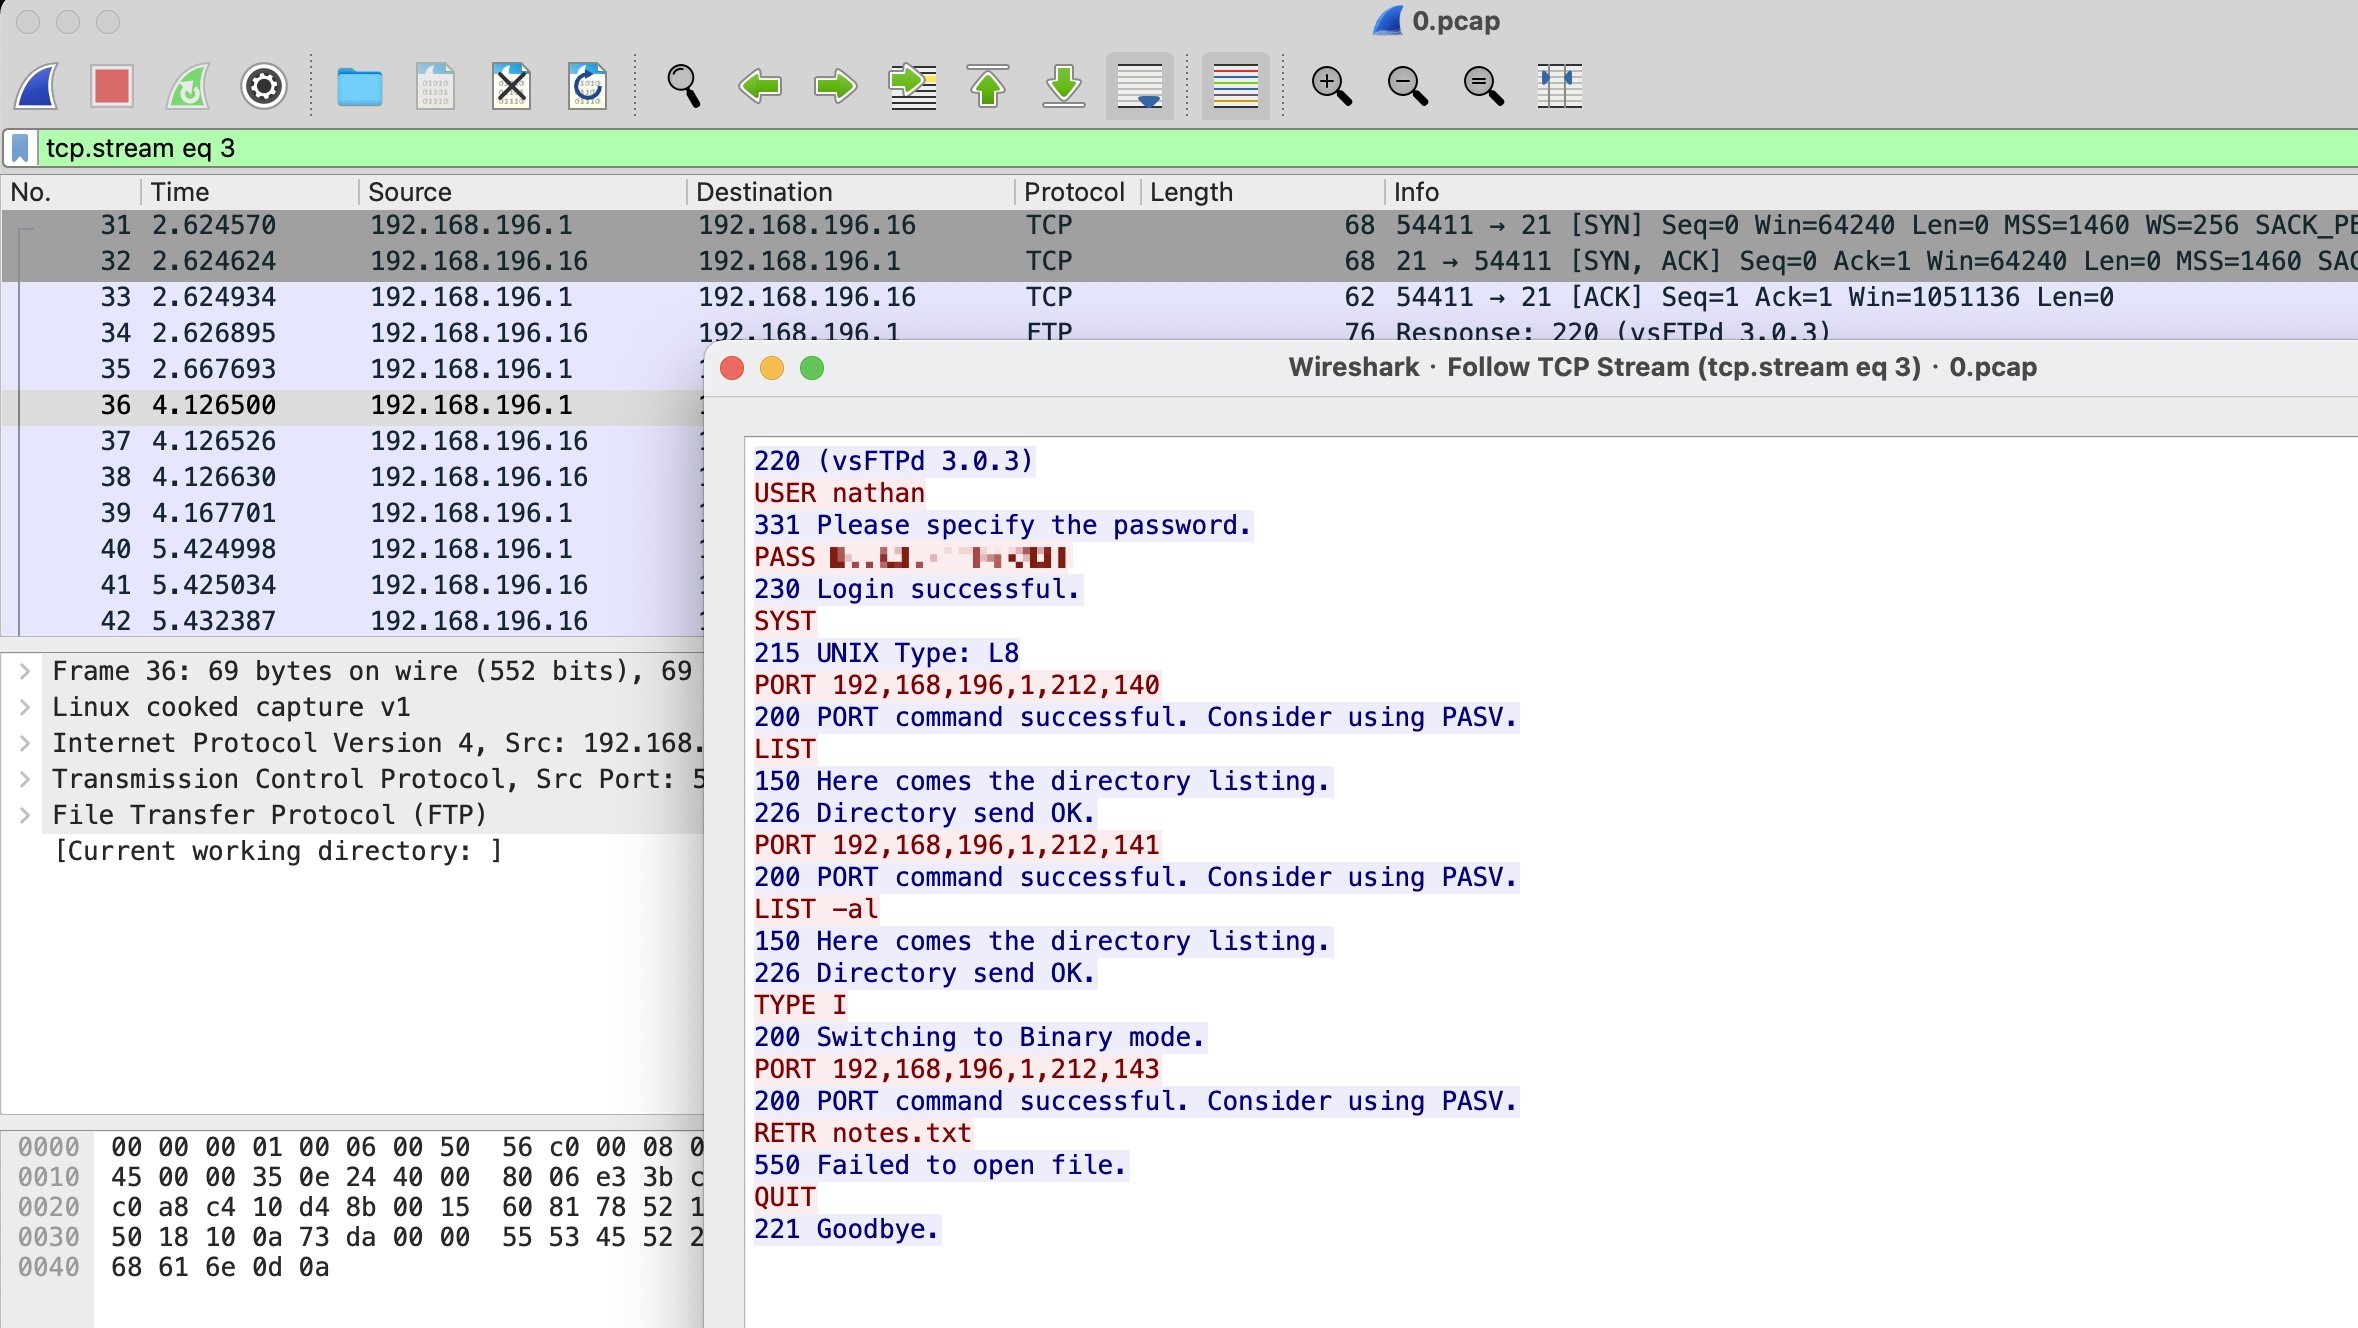 0.pcap
tcp.stream eq 3
No. Time Source Destination Protocol Length Info
31 2.624570 192.168.196.1 192.168.196.16 TCP 68 54411 → 21 [SYN] Seq=0 Win=64240 Len=0 MSS=1460 WS=256
32 2.624624 192.168.196.16 192.168.196.1 TCP 68 21 → 54411 [SYN, ACK] Seq=0 Ack=1 Win=64240 Len=0 MSS=1460
33 2.624934 192.168.196.1 192.168.196.16 TCP 62 54411 → 21 [ACK] Seq=1 Ack=1 Win=1051136 Len=0
34 2.626895 192.168.196.16 192.168.196.1 FTP 76 Response: 220 (vsFTPd 3.0.3)
35 2.667693 192.168.196.1
36 4.126500 192.168.196.1
37 4.126526 192.168.196.16
38 4.126630 192.168.196.16
39 4.167701 192.168.196.1
40 5.424998 192.168.196.1
41 5.425034 192.168.196.16
42 5.432387 192.168.196.16
Frame 36: 69 bytes on wire (552 bits), 69
Linux cooked capture v1
Internet Protocol Version 4, Src: 192.168.
Transmission Control Protocol, Src Port: 5
File Transfer Protocol (FTP)
[Current working directory: ]
0000 00 00 00 01 00 06 00 50 56 c0 00 08 0
0010 45 00 00 35 0e 24 40 00 80 06 e3 3b c
0020 c0 a8 c4 10 d4 8b 00 15 60 81 78 52 1
0030 50 18 10 0a 73 da 00 00 55 53 45 52 2
0040 68 61 6e 0d 0a
Wireshark · Follow TCP Stream (tcp.stream eq 3) · 0.pcap
220 (vsFTPd 3.0.3)
USER nathan
331 Please specify the password.
PASS
230 Login successful.
SYST
215 UNIX Type: L8
PORT 192,168,196,1,212,140
200 PORT command successful. Consider using PASV.
LIST
150 Here comes the directory listing.
226 Directory send OK.
PORT 192,168,196,1,212,141
200 PORT command successful. Consider using PASV.
LIST -al
150 Here comes the directory listing.
226 Directory send OK.
TYPE I
200 Switching to Binary mode.
PORT 192,168,196,1,212,143
200 PORT command successful. Consider using PASV.
RETR notes.txt
550 Failed to open file.
QUIT
221 Goodbye.